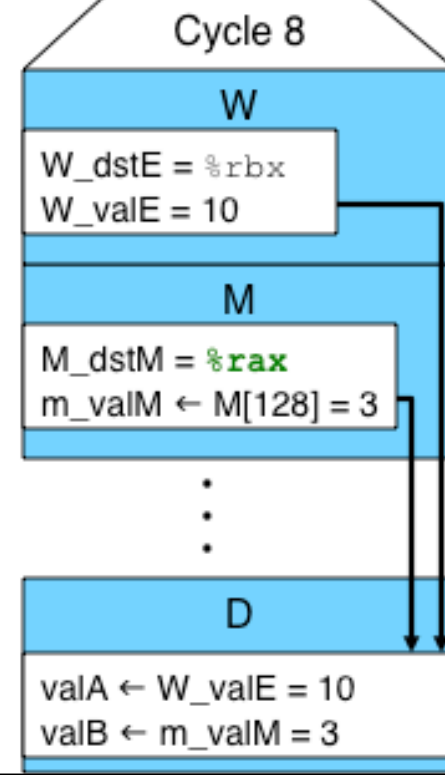 Cycle 8
W
W_dstE = %rbx
W_valE = 10
M
M_dstM = %rax
m_valM ← M[128] = 3
D
valA ← W_valE = 10
valB ← m_valM = 3